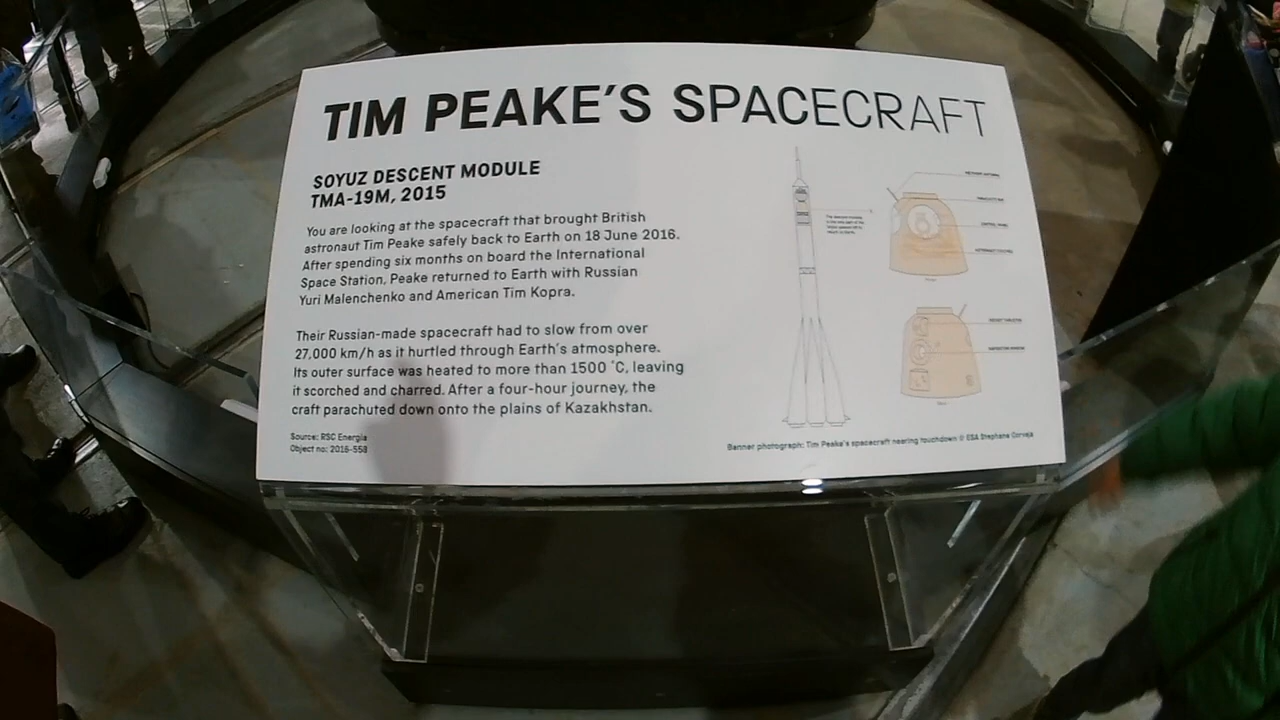 TIM PEAKE'S SPACECRAFT
SOYUZ DESCENT MODULE
TMA-19M, 2015
You are looking at the spacecraft that brought British
astronaut Tim Peake safely back to Earth on 18 June 2016.
After spending six months on board the International
Space Station, Peake returned to Earth with Russian
Yuri Malenchenko and American Tim Kopra.
Their Russian-made spacecraft had to slow from over
27,000 km/h as it hurtled through Earth's atmosphere.
Its outer surface was heated to more than 1500 ˚C, leaving
it scorched and charred. After a four-hour journey, the
craft parachuted down onto the plains of Kazakhstan.
Source: RSC Energia
Object no: 2016-558
Banner photograph: Tim Peake's spacecraft nearing touchdown © ESA Stephane Corvaja